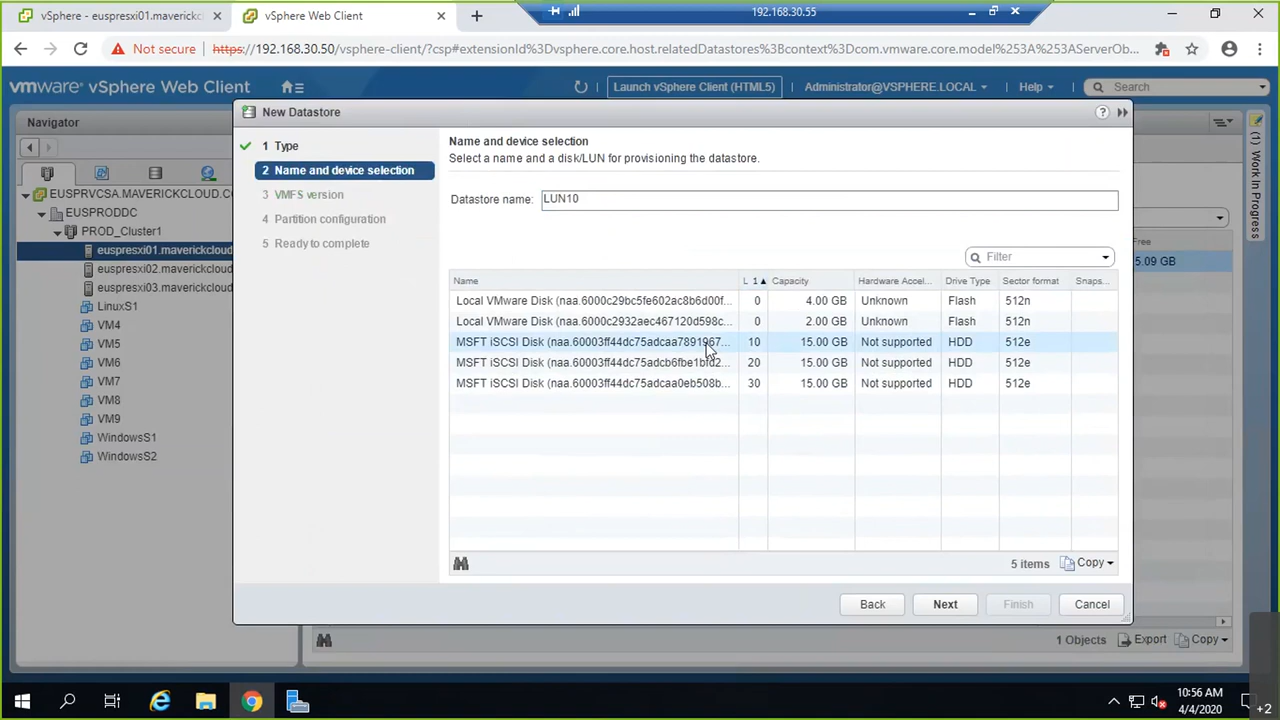 vSphere - euspresxi01.maverickclou
vSphere Web Client
192.168.30.55
Not secure
https://192.168.30.50/vsphere-client/?csp#extensionId%3Dvsphere.core.host.relatedDatastores%3Bcontext%3Dcom.vmware.core.model%253A%253AServerOb...
vmware® vSphere Web Client
Launch vSphere Client (HTML5)
Administrator@VSPHERE.LOCAL
Help
Search
Navigator
EUSPRVCSA.MAVERICKCLOUD.CO
EUSPRODDC
PROD_Cluster1
euspresxi01.maverickcloud
euspresxi02.maverickcloud
euspresxi03.maverickcloud
LinuxS1
VM4
VM5
VM6
VM7
VM8
VM9
WindowsS1
WindowsS2
New Datastore
1 Type
2 Name and device selection
3 VMFS version
4 Partition configuration
5 Ready to complete
Name and device selection
Select a name and a disk/LUN for provisioning the datastore.
Datastore name: LUN10
Filter
Name L 1 Capacity Hardware Accel... Drive Type Sector format Snaps...
Local VMware Disk (naa.6000c29bc5fe602ac8b6d00f... 0 4.00 GB Unknown Flash 512n
Local VMware Disk (naa.6000c2932aec467120d598c... 0 2.00 GB Unknown Flash 512n
MSFT iSCSI Disk (naa.60003ff44dc75adcaa7891967... 10 15.00 GB Not supported HDD 512e
MSFT iSCSI Disk (naa.60003ff44dc75adcb6fbe1bfd2... 20 15.00 GB Not supported HDD 512e
MSFT iSCSI Disk (naa.60003ff44dc75adcaa0eb508b... 30 15.00 GB Not supported HDD 512e
5 items Copy
Back Next Finish Cancel
Free
5.09 GB
(1) Work In Progress
1 Objects Export Copy
10:56 AM
4/4/2020
+2